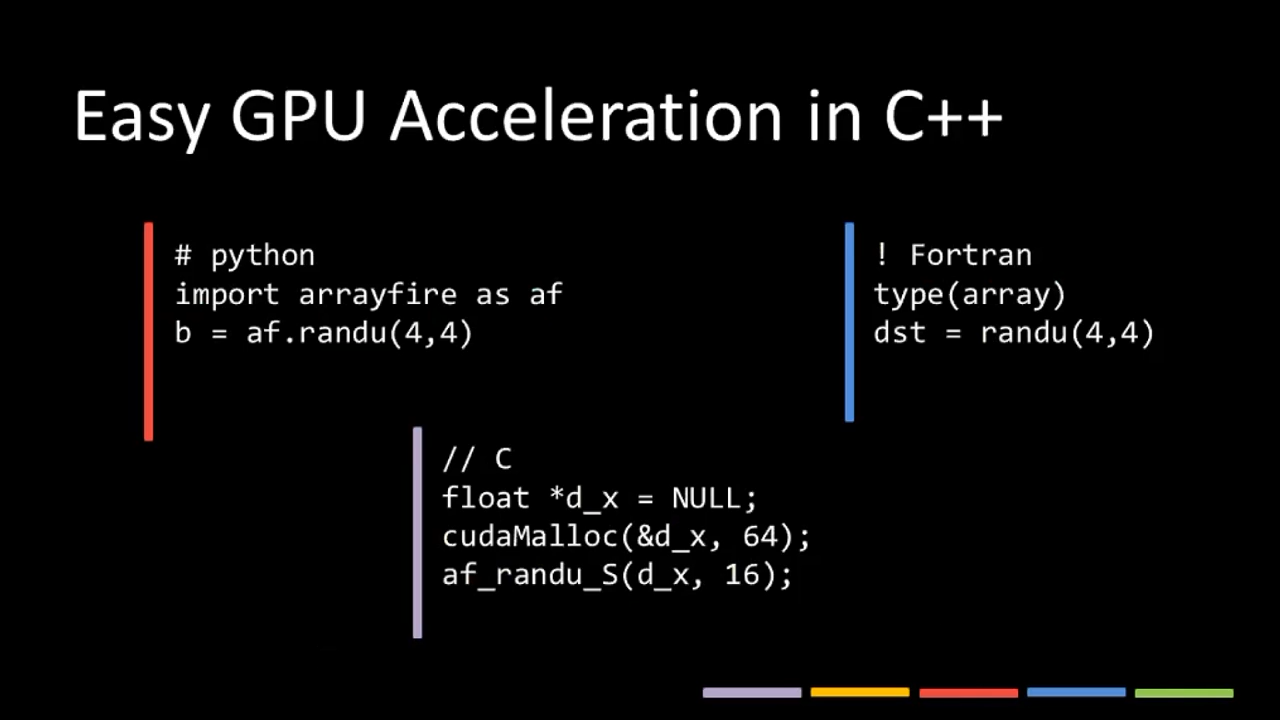 Easy GPU Acceleration in C++
# python
import arrayfire as af
b = af.randu(4,4)
! Fortran
type(array)
dst = randu(4,4)
// C
float *d_x = NULL;
cudaMalloc(&d_x, 64);
af_randu_S(d_x, 16);